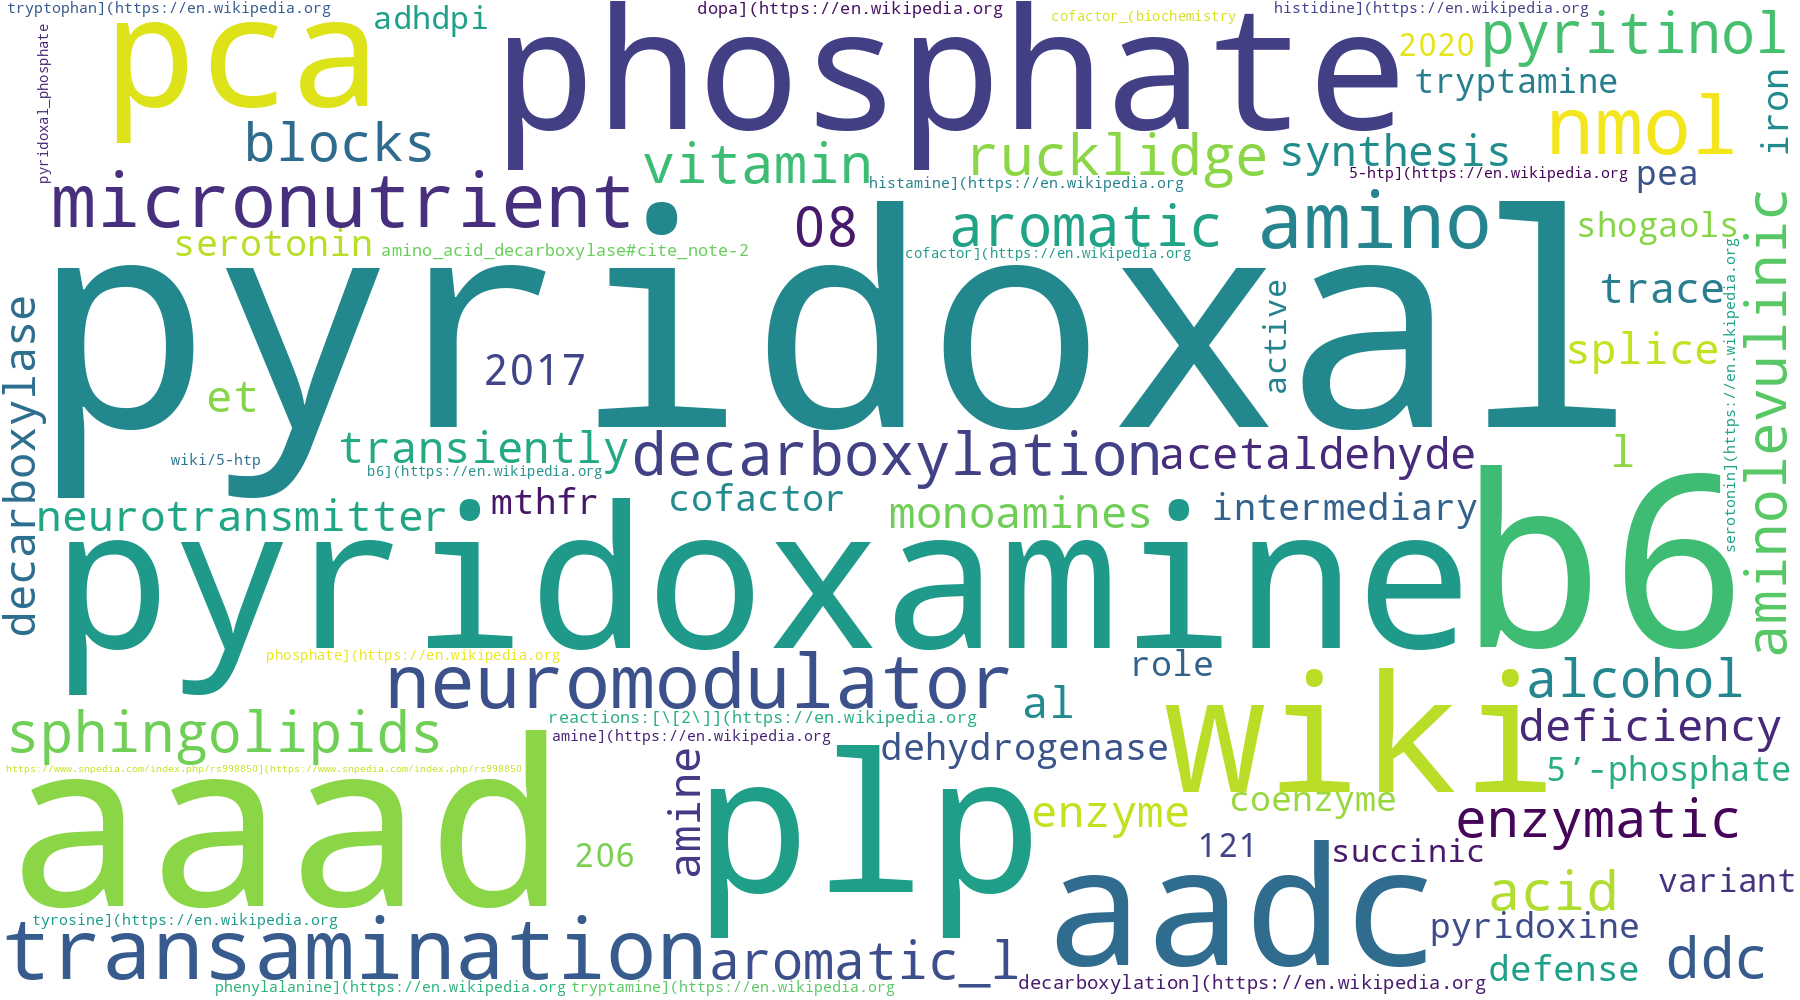 tryptophan](https://en.wikipedia.org
adhdpi
dopa](https://en.wikipedia.org
cofactor_(biochemistry
histidine](https://en.wikipedia.org
pyridoxal_phosphate
pca
phosphate
2020
pyritinol
tryptamine
iron
blocks
nmol
vitamin
rucklidge
synthesis
micronutrient
histamine](https://en.wikipedia.org
5-htp](https://en.wikipedia.org
pea
serotonin
amino_acid_decarboxylase#cite_note-2
08
aromatic
amino
shogaols
cofactor](https://en.wikipedia.org
aminolevulinic
pyridoxal
active
trace
serotonin](https://en.wikipedia.org
decarboxylase
2017
splice
et
transiently
decarboxylation
acetaldehyde
l
wiki/5-htp
b6](https://en.wikipedia.org
neurotransmitter
mthfr
cofactor
monoamines
intermediary
pyridoxamine
b6
phosphate](https://en.wikipedia.org
neuromodulator
role
alcohol
sphingolipids
reactions:[\[2\]](https://en.wikipedia.org
al
wiki
deficiency
amine](https://en.wikipedia.org
dehydrogenase
5’-phosphate
https://www.snpedia.com/index.php/rs998850](https://www.snpedia.com/index.php/rs998850
aaad
amine
plp
enzyme
coenzyme
enzymatic
206
121
succinic
aadc
acid
variant
tyrosine](https://en.wikipedia.org
pyridoxine
transamination
aromatic_l
defense
ddc
phenylalanine](https://en.wikipedia.org
tryptamine](https://en.wikipedia.org
decarboxylation](https://en.wikipedia.org